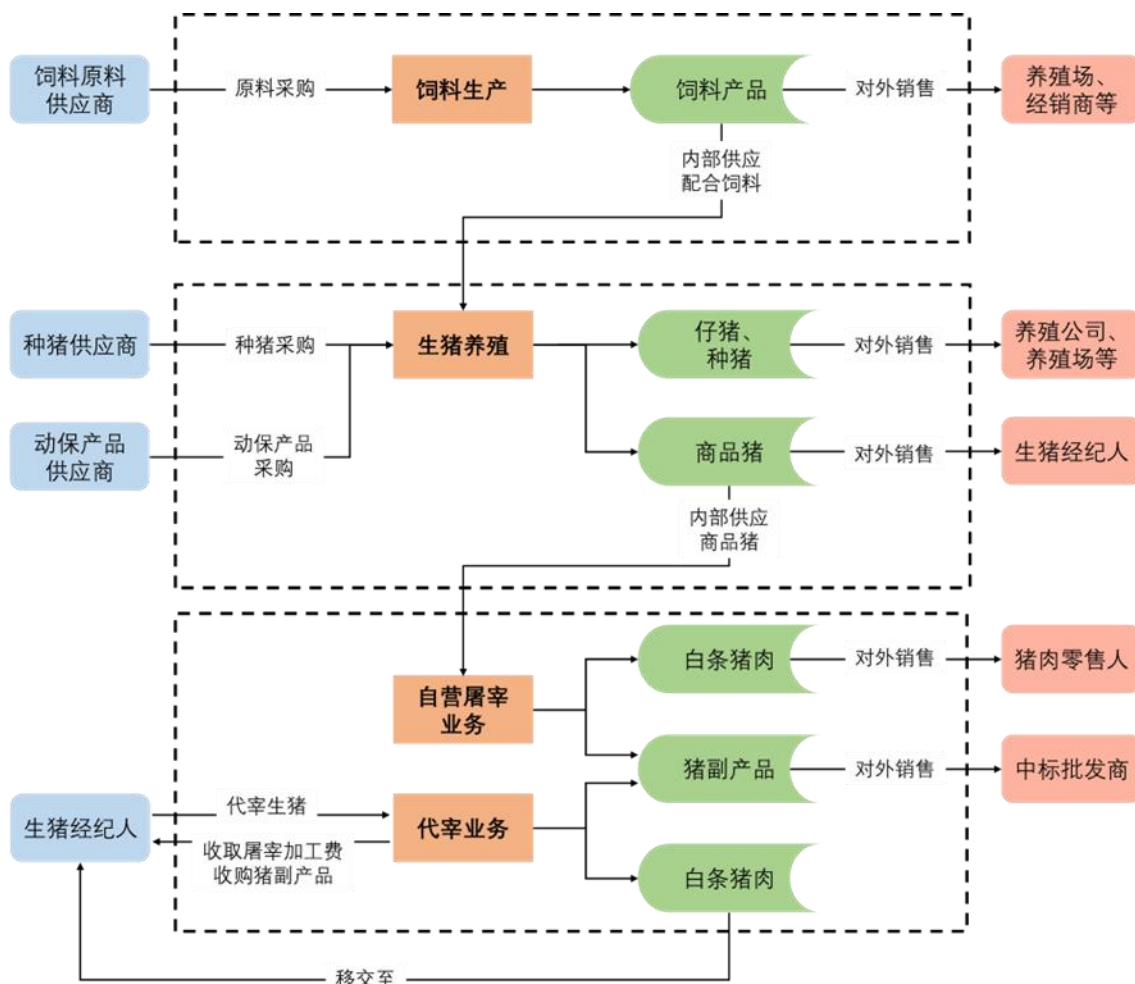 饲料原料
供应商
原料采购
饲料生产
饲料产品
对外销售
养殖场、
经销商等
内部供应
配合饲料
种猪供应商
种猪采购
生猪养殖
仔猪、
种猪
对外销售
养殖公司、
养殖场等
动保产品
供应商
动保产品
采购
商品猪
对外销售
生猪经纪人
内部供应
商品猪
自营屠宰
业务
白条猪肉
对外销售
猪肉零售人
猪副产品
对外销售
中标批发商
生猪经纪人
代宰生猪
收取屠宰加工费
收购猪副产品
代宰业务
白条猪肉
移交至